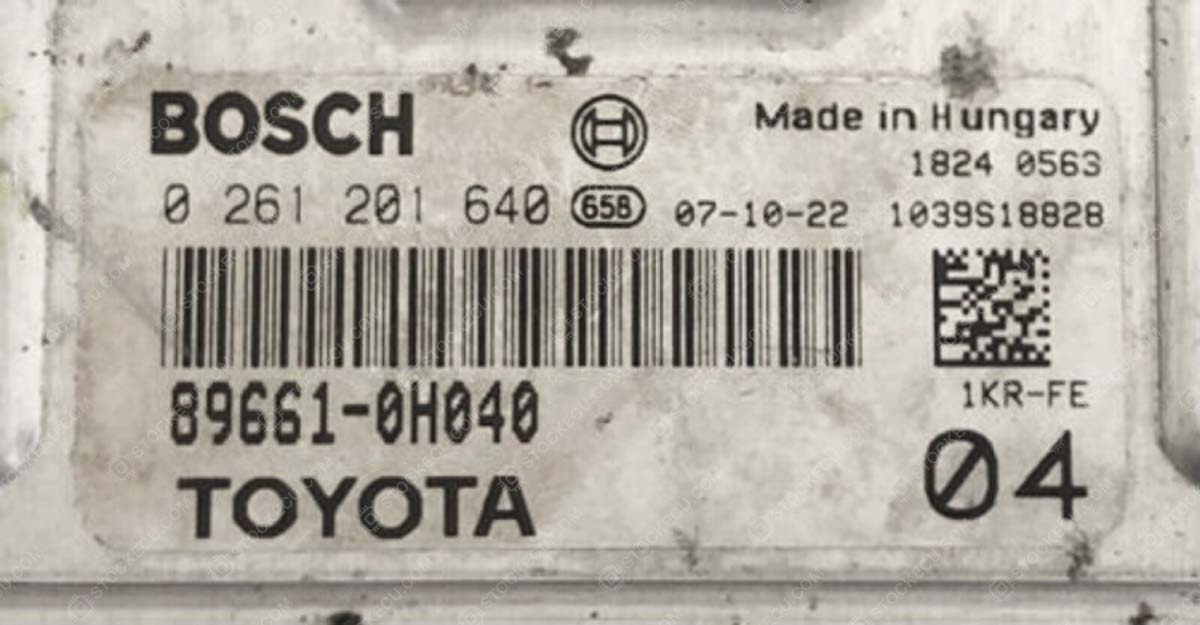 BOSCH
Made in Hungary
1824 0563
0 261 201 640 658 07-10-22 1039S18828
89661-0H040
1KR-FE
TOYOTA
04